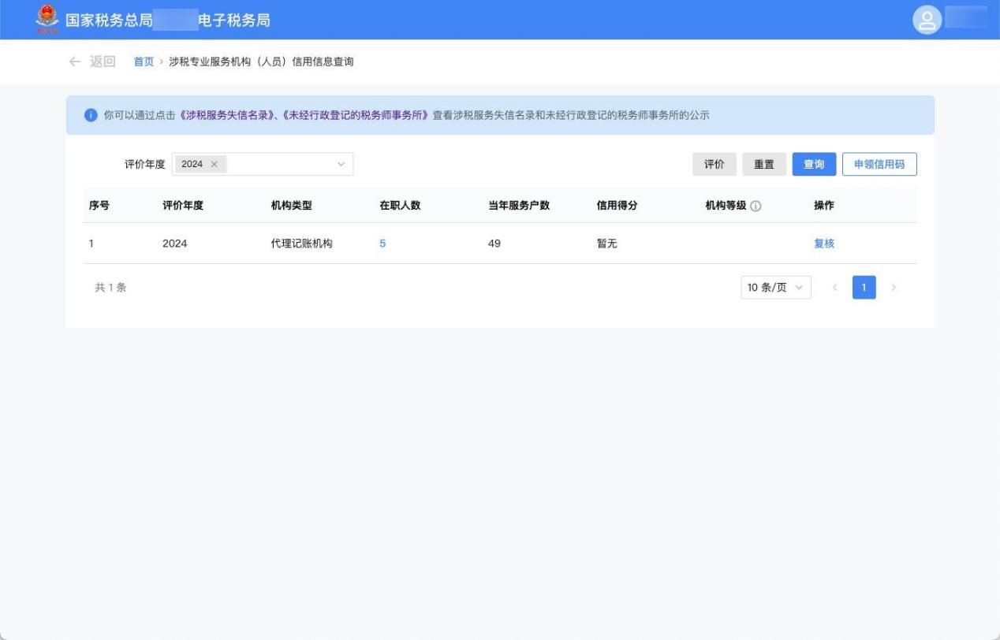 国家税务总局 电子税务局
返回 首页 › 涉税专业服务机构（人员）信用信息查询
你可以通过点击《涉税服务失信名录》、《未经行政登记的税务师事务所》查看涉税服务失信名录和未经行政登记的税务师事务所的公示
评价年度 2024 × 评价 重置 查询 申领信用码
序号 评价年度 机构类型 在职人数 当年服务户数 信用得分 机构等级 操作
1 2024 代理记账机构 5 49 暂无 复核
共 1 条 10 条/页 1